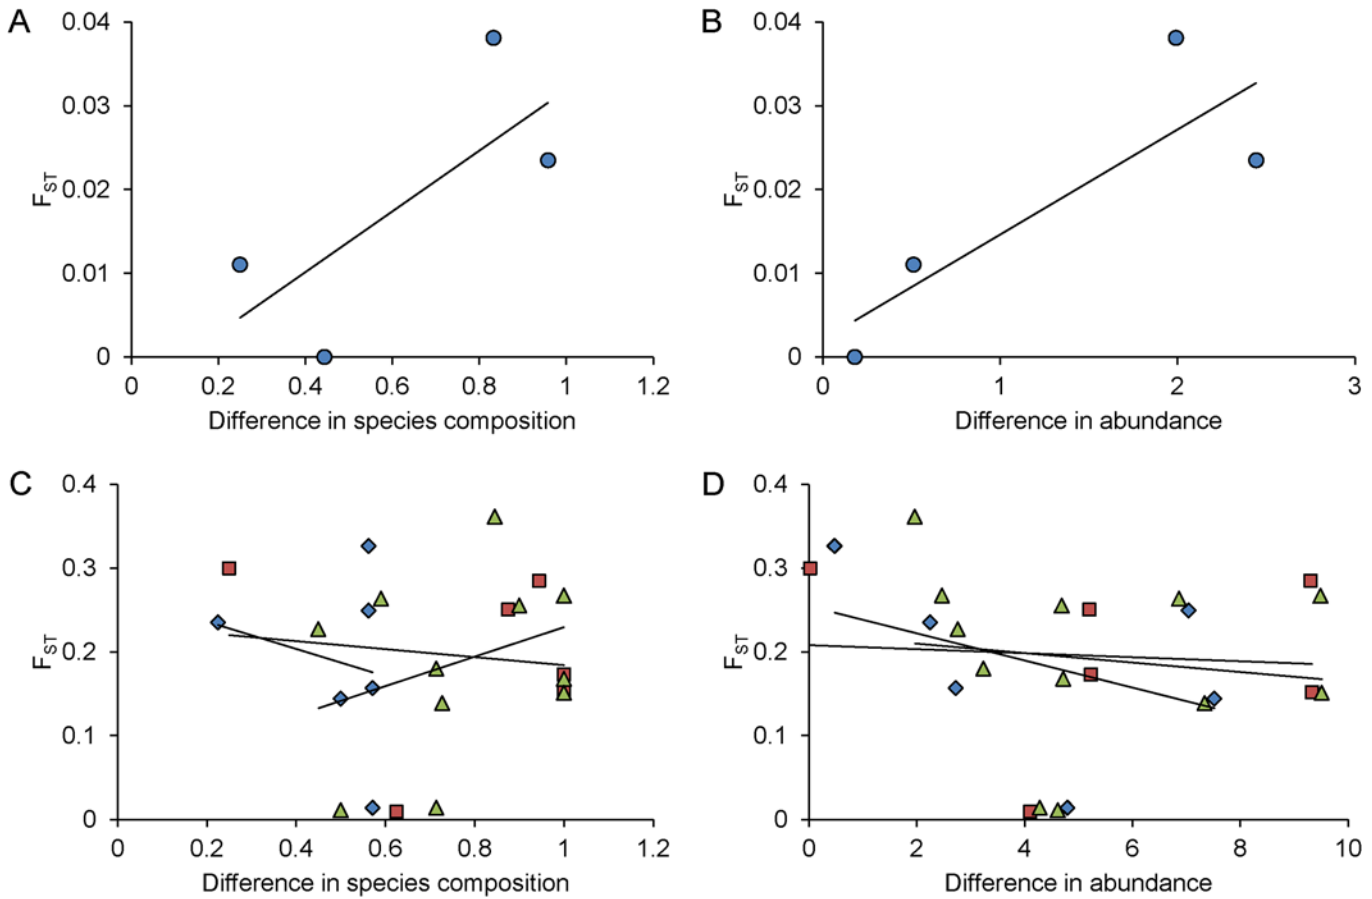 A
0.04
0.03
0.02
0.01
0
FST
0 0.2 0.4 0.6 0.8 1 1.2
Difference in species composition
B
0.04
0.03
0.02
0.01
0
FST
0 1 2 3
Difference in abundance
C
0.4
0.3
0.2
0.1
0
FST
0 0.2 0.4 0.6 0.8 1 1.2
Difference in species composition
D
0.4
0.3
0.2
0.1
0
FST
0 2 4 6 8 10
Difference in abundance